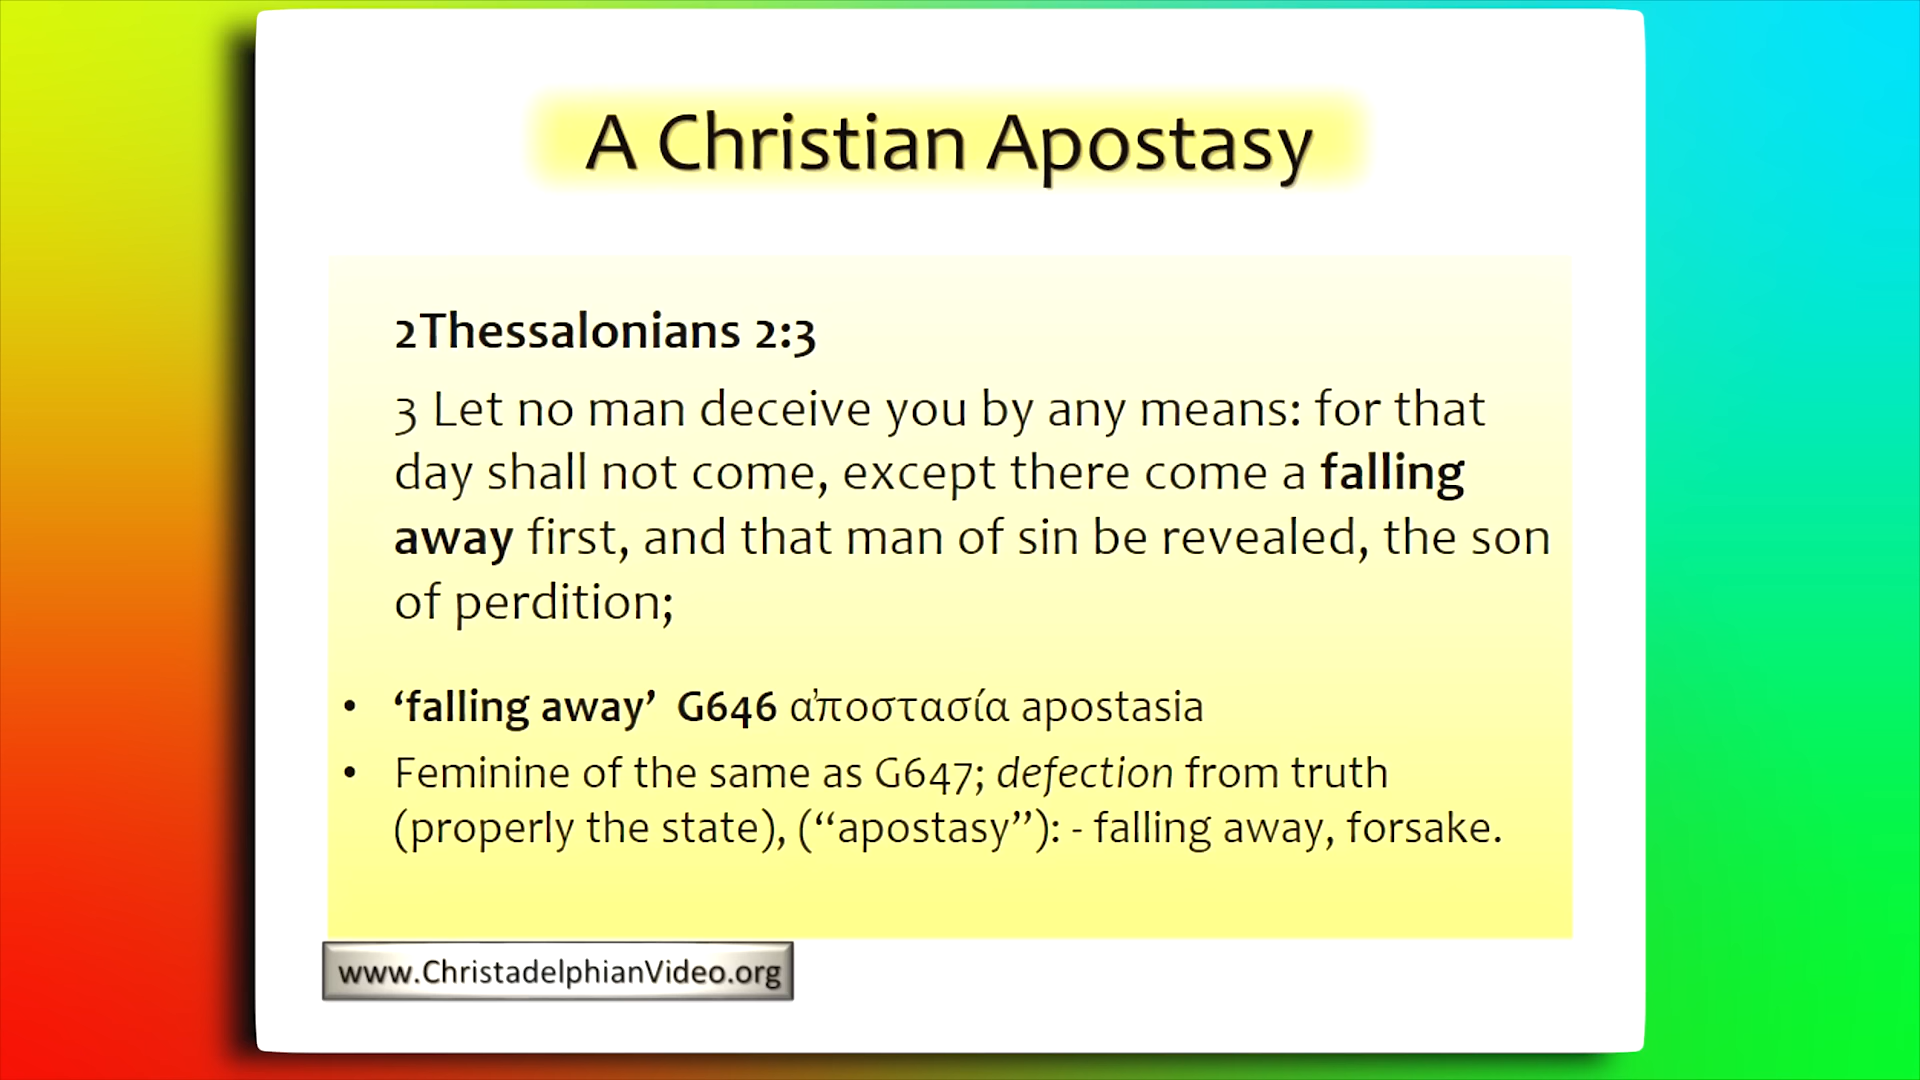 A Christian Apostasy
2Thessalonians 2:3
3 Let no man deceive you by any means: for that
day shall not come, except there come a falling
away first, and that man of sin be revealed, the son
of perdition;
• ‘falling away’ G646 ἀποστασία apostasia
• Feminine of the same as G647; defection from truth
(properly the state), (“apostasy”): - falling away, forsake.
www.ChristadelphianVideo.org